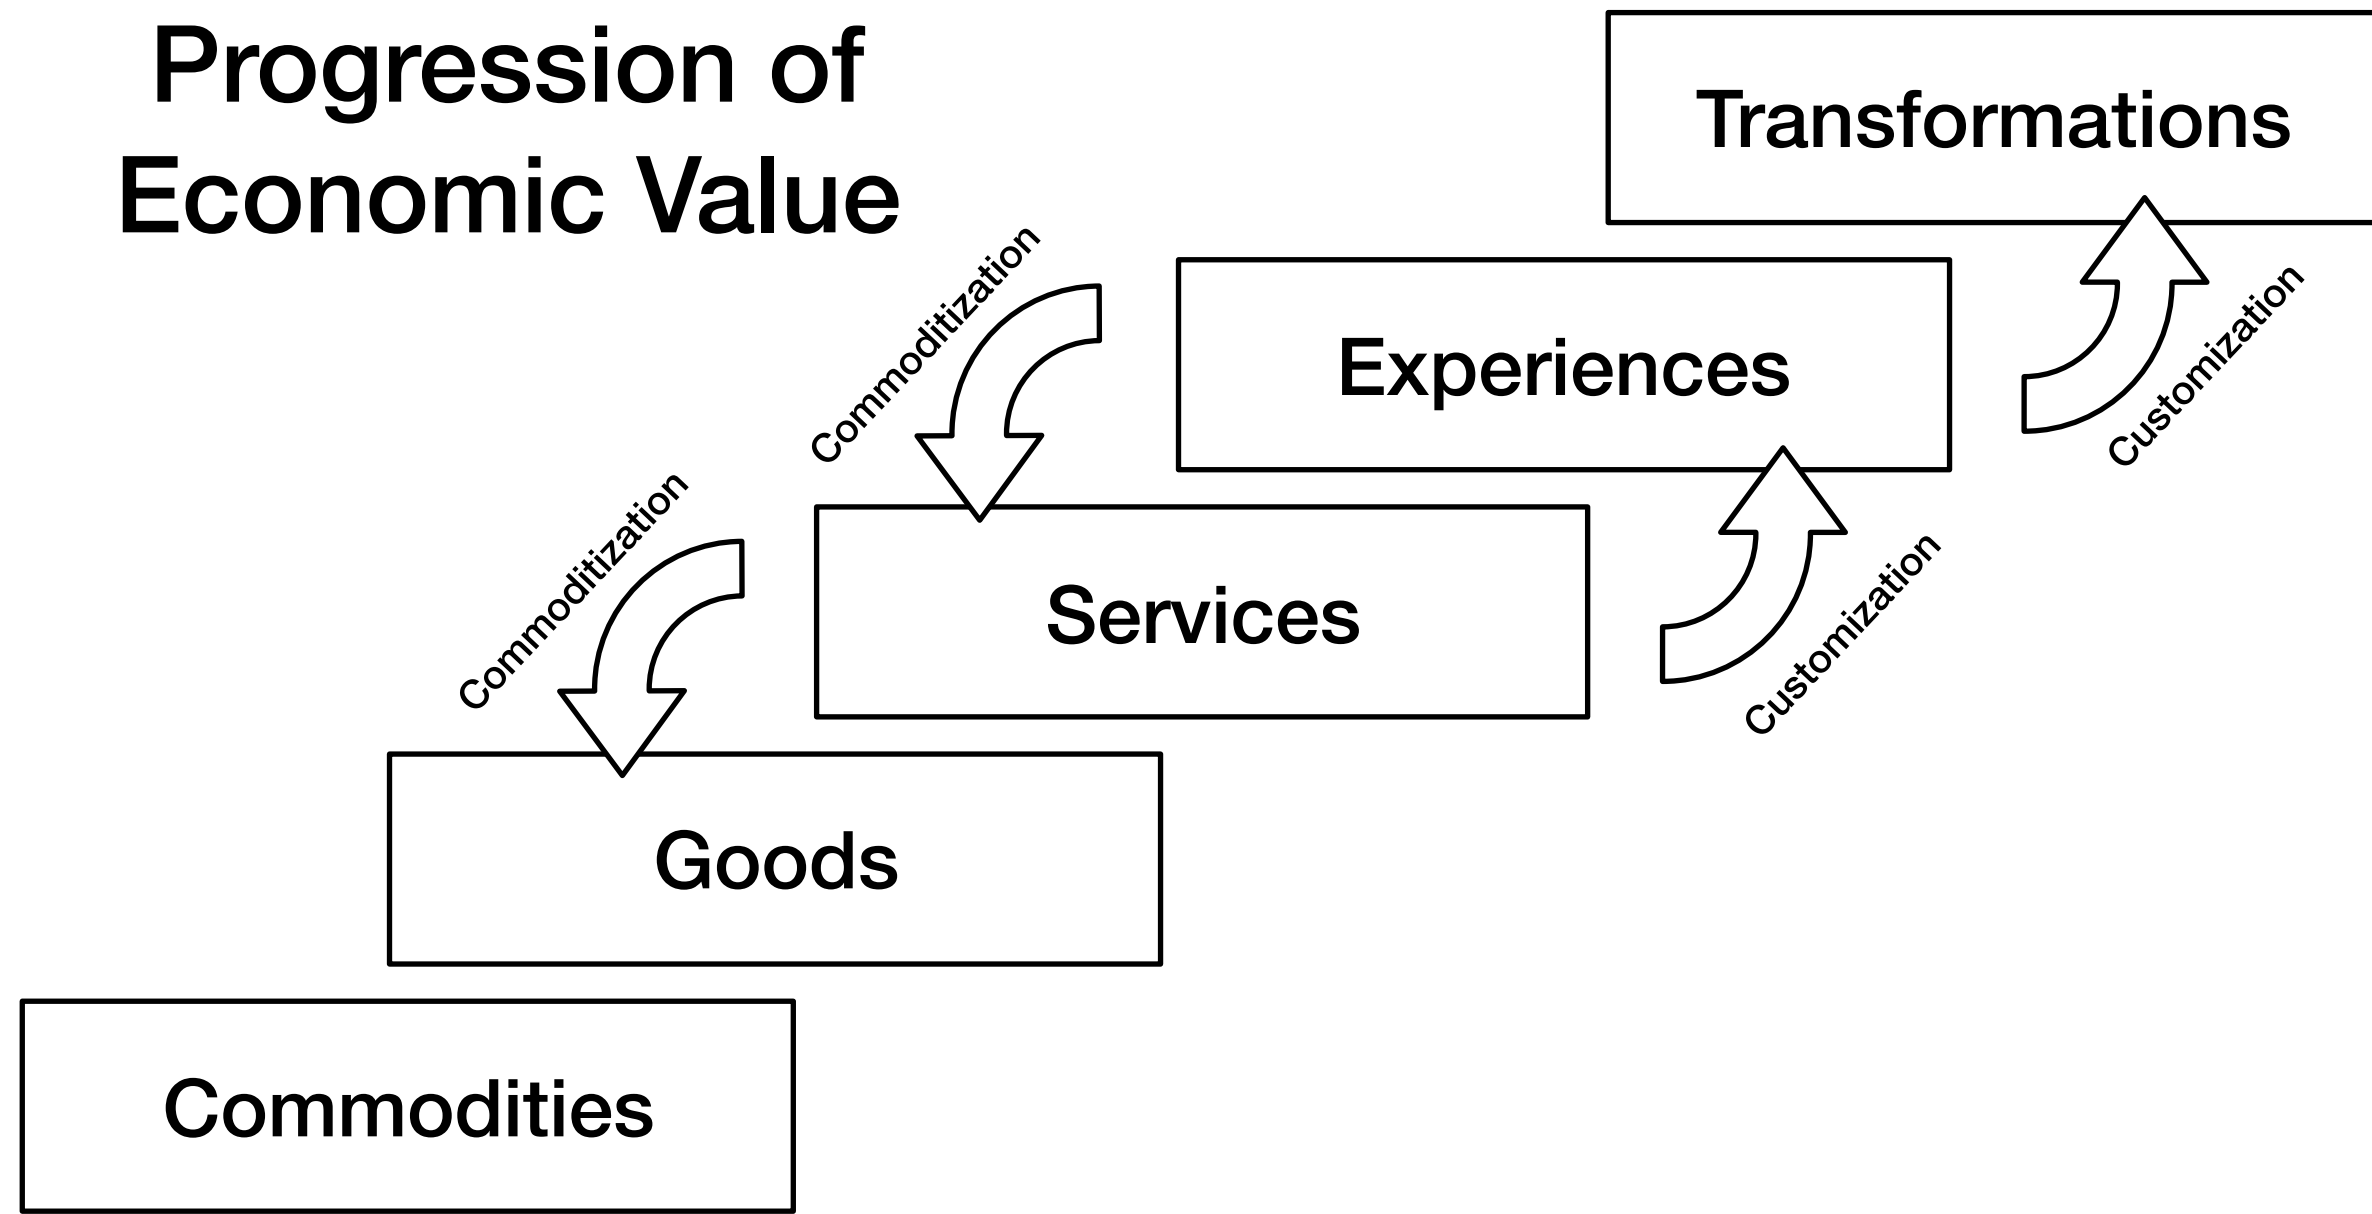 Progression of
Economic Value
Transformations
Commoditization
Experiences
Customization
Commoditization
Services
Customization
Goods
Commodities